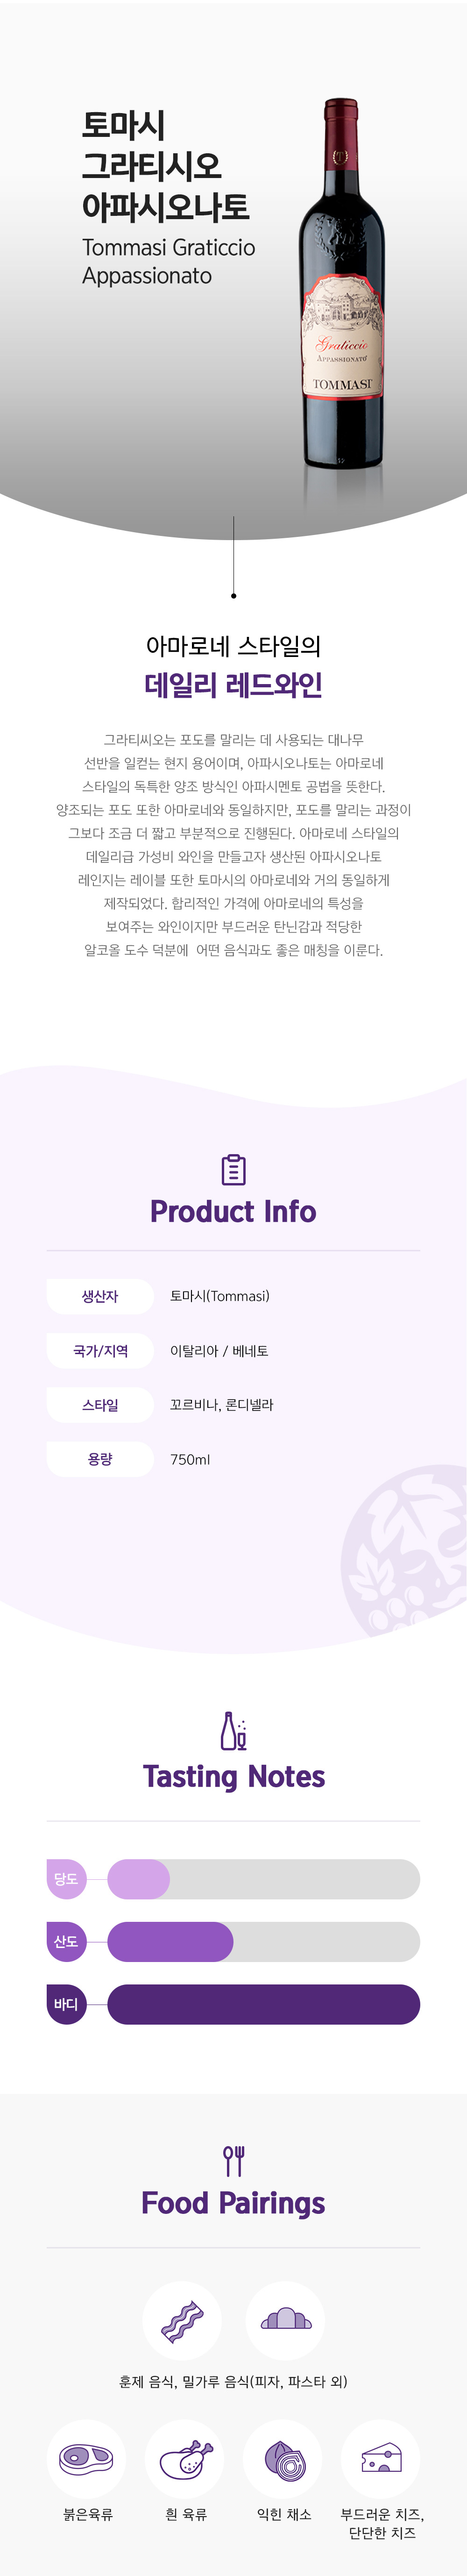 토마시
그라티시오
아파시오나토
Tommasi Graticcio
Appassionato
T
Graticcio
APPASSIONATO
TOMMASI
아마로네 스타일의
데일리 레드와인
그라티씨오는 포도를 말리는 데 사용되는 대나무
선반을 일컫는 현지 용어이며, 아파시오나토는 아마로네
스타일의 독특한 양조 방식인 아파시멘토 공법을 뜻한다.
양조되는 포도 또한 아마로네와 동일하지만, 포도를 말리는 과정이
그보다 조금 더 짧고 부분적으로 진행된다. 아마로네 스타일의
데일리급 가성비 와인을 만들고자 생산된 아파시오나토
레인지는 레이블 또한 토마시의 아마로네와 거의 동일하게
제작되었다. 합리적인 가격에 아마로네의 특성을
보여주는 와인이지만 부드러운 탄닌감과 적당한
알코올 도수 덕분에 어떤 음식과도 좋은 매칭을 이룬다.
Product Info
생산자 토마시(Tommasi)
국가/지역 이탈리아 / 베네토
스타일 꼬르비나, 론디넬라
용량 750ml
Tasting Notes
당도
산도
바디
Food Pairings
훈제 음식, 밀가루 음식(피자, 파스타 외)
붉은육류 흰 육류 익힌 채소 부드러운 치즈,
단단한 치즈